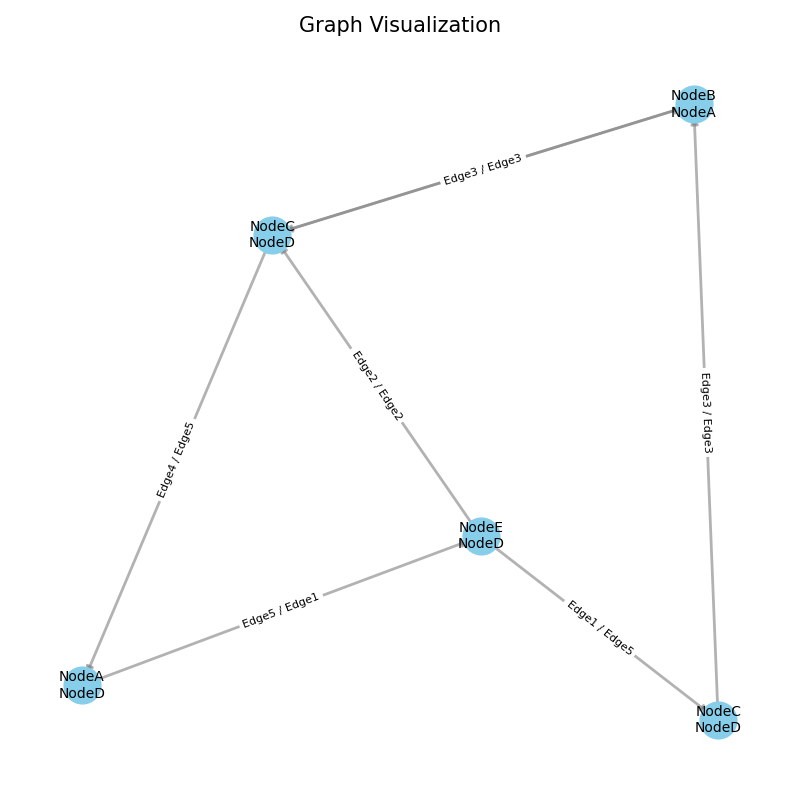 Graph Visualization
NodeB
NodeA
Edge3 / Edge3
NodeC
NodeD
Edge2 / Edge2
Edge3 / Edge3
Edge4 / Edge5
NodeE
NodeD
Edge5 / Edge1
Edge1 / Edge5
NodeA
NodeD
NodeC
NodeD